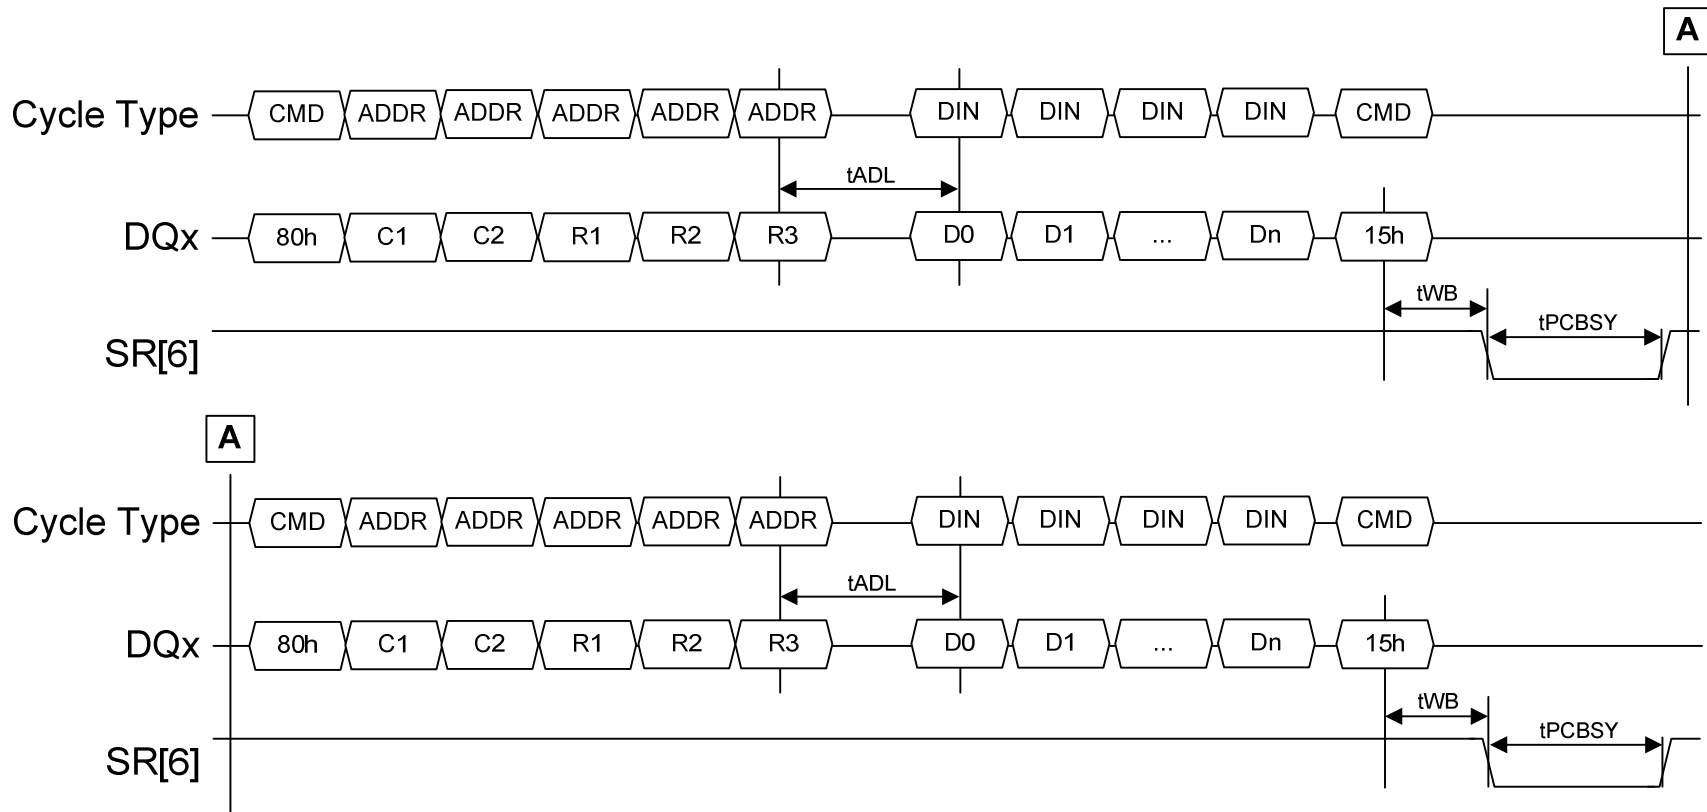 A
Cycle Type CMD ADDR ADDR ADDR ADDR ADDR DIN DIN DIN DIN CMD
tADL
DQx 80h C1 C2 R1 R2 R3 D0 D1 ... Dn 15h
tWB
tPCBSY
SR[6]
A
Cycle Type CMD ADDR ADDR ADDR ADDR ADDR DIN DIN DIN DIN CMD
tADL
DQx 80h C1 C2 R1 R2 R3 D0 D1 ... Dn 15h
tWB
tPCBSY
SR[6]